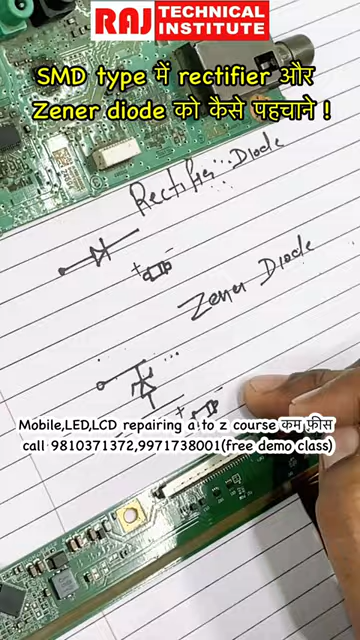 RAJ TECHNICAL
INSTITUTE
SMD type में rectifier और
Zener diode को कैसे पहचाने !
Rectifier Diode
+ -
Zener Diode
+ -
Mobile,LED,LCD repairing a to z course कम फ़ीस
call 9810371372,9971738001(free demo class)